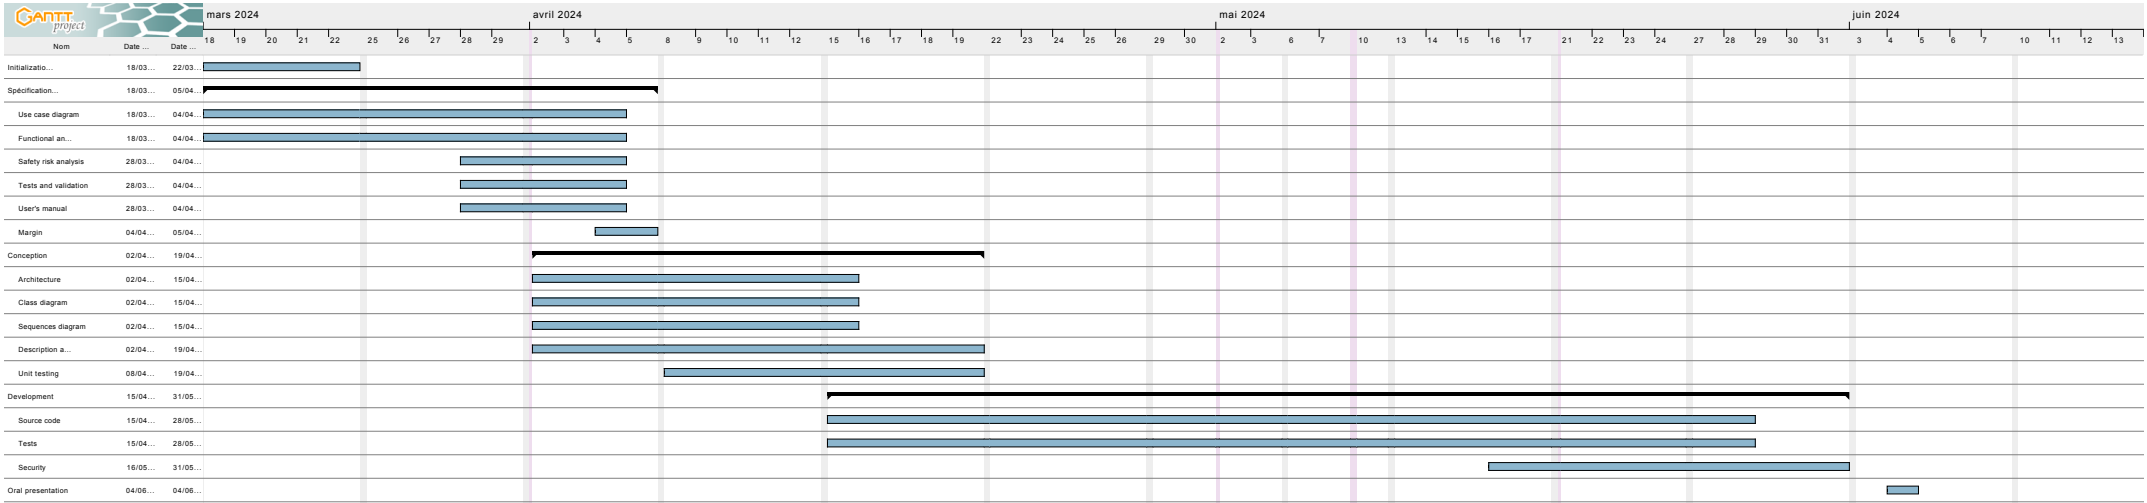 GANTT project
mars 2024 avril 2024 mai 2024 juin 2024
18 19 20 21 22 25 26 27 28 29 2 3 4 5 8 9 10 11 12 15 16 17 18 19 22 23 24 25 26 29 30 2 3 6 7 10 13 14 15 16 17 21 22 23 24 27 28 29 30 31 3 4 5 6 7 10 11 12 13
Nom Date ... Date ...
Initializatio... 18/03... 22/03...
Spécification... 18/03... 05/04...
Use case diagram 18/03... 04/04...
Functional an... 18/03... 04/04...
Safety risk analysis 28/03... 04/04...
Tests and validation 28/03... 04/04...
User's manual 28/03... 04/04...
Margin 04/04... 05/04...
Conception 02/04... 19/04...
Architecture 02/04... 15/04...
Class diagram 02/04... 15/04...
Sequences diagram 02/04... 15/04...
Description a... 02/04... 19/04...
Unit testing 08/04... 19/04...
Development 15/04... 31/05...
Source code 15/04... 28/05...
Tests 15/04... 28/05...
Security 16/05... 31/05...
Oral presentation 04/06... 04/06...